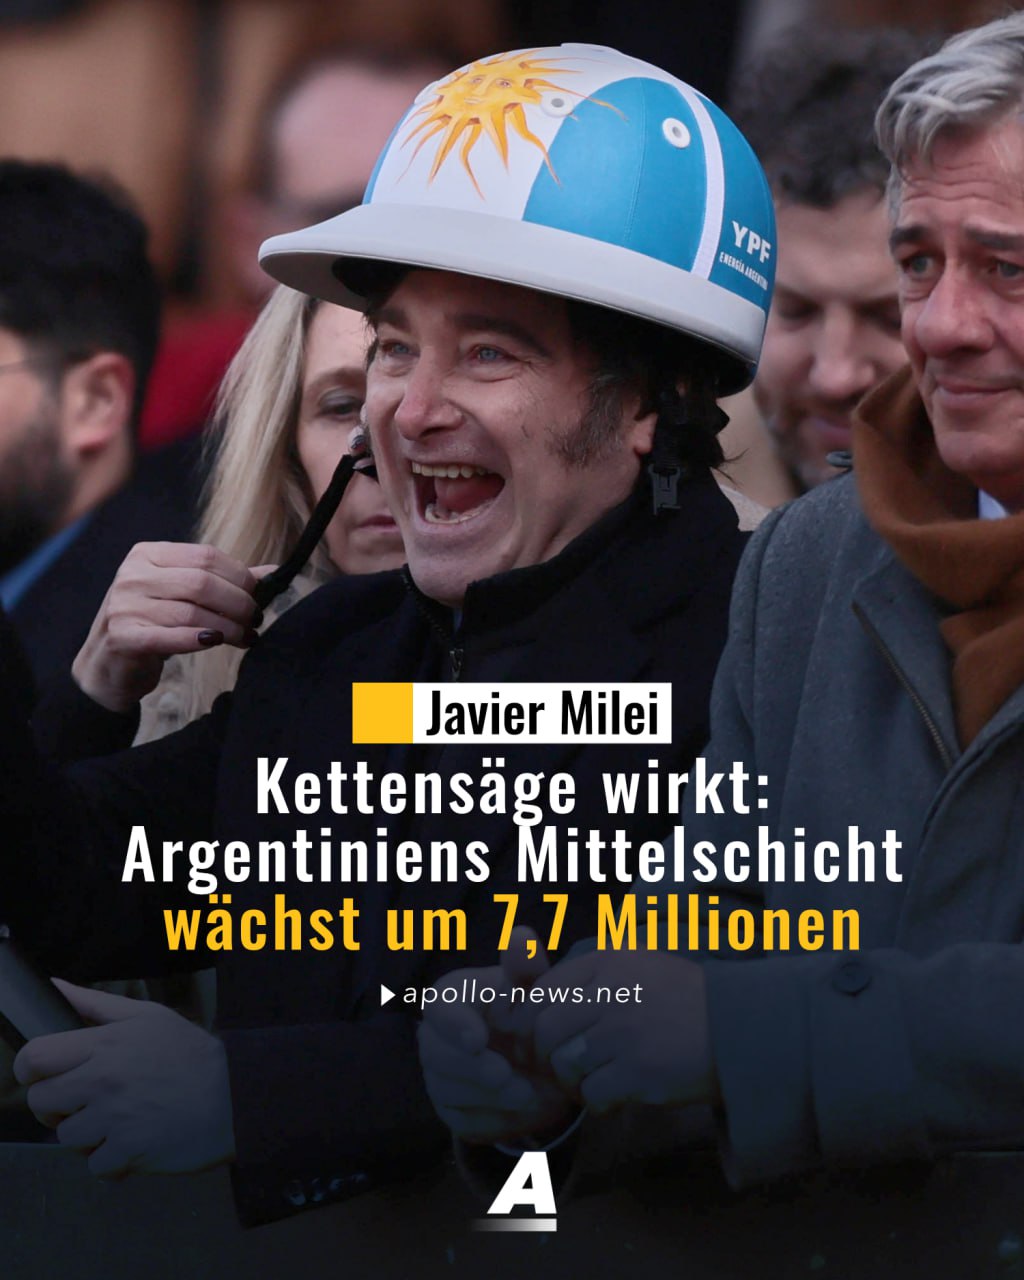 YPF
ENERGÍA ARGENTINA
Javier Milei
Kettensäge wirkt:
Argentiniens Mittelschicht
wächst um 7,7 Millionen
apollo-news.net
A